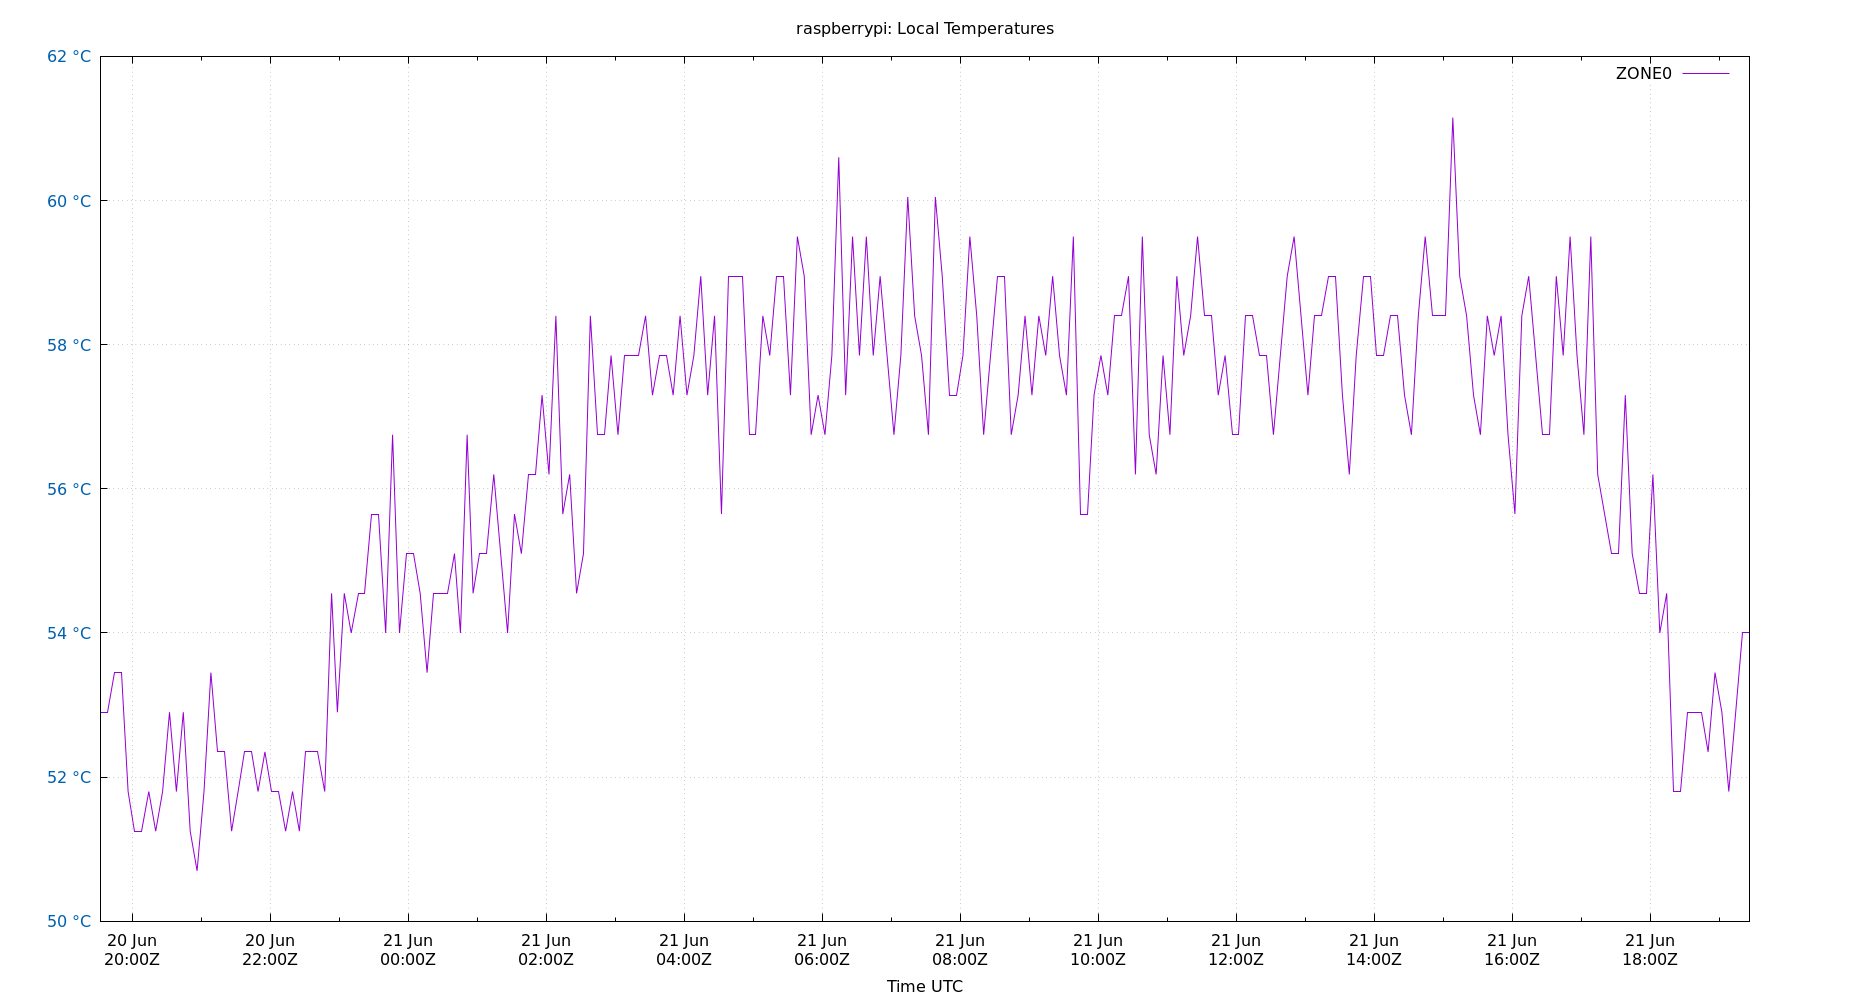 raspberrypi: Local Temperatures
62 °C
ZONE0
60 °C
58 °C
56 °C
54 °C
52 °C
50 °C
20 Jun 20 Jun 21 Jun 21 Jun 21 Jun 21 Jun 21 Jun 21 Jun 21 Jun 21 Jun 21 Jun 21 Jun
20:00Z 22:00Z 00:00Z 02:00Z 04:00Z 06:00Z 08:00Z 10:00Z 12:00Z 14:00Z 16:00Z 18:00Z
Time UTC